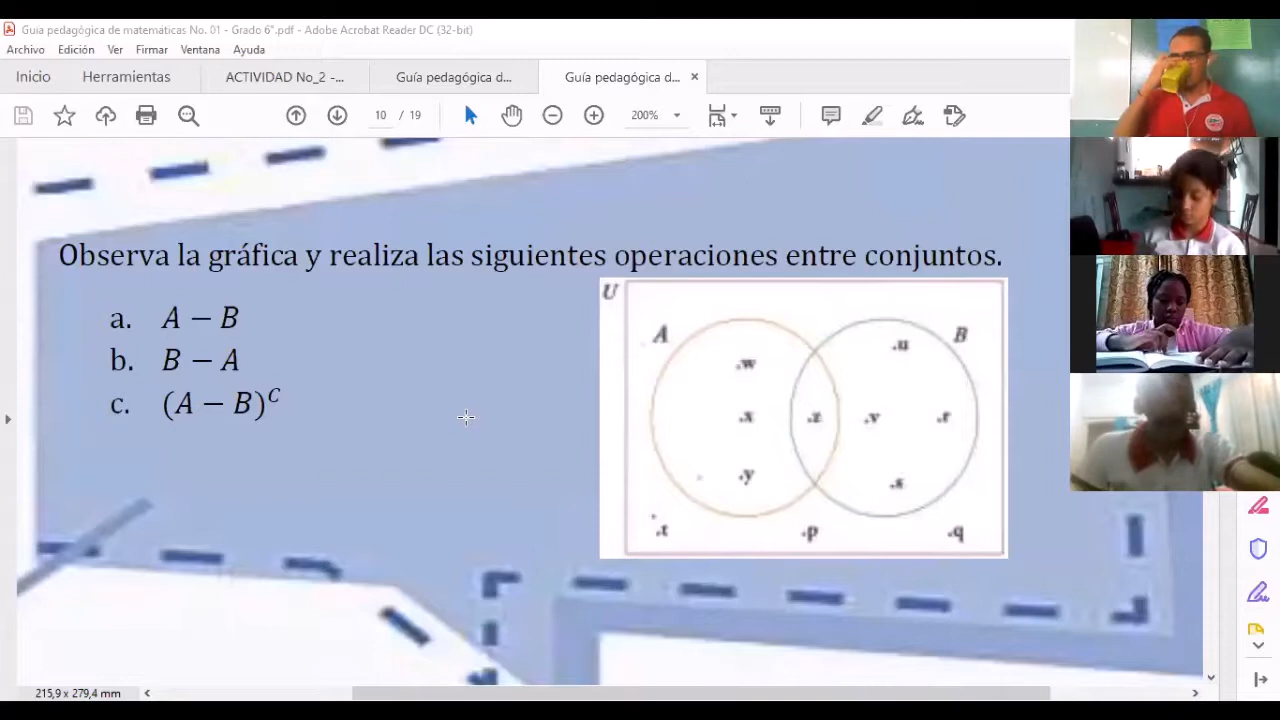 Guía pedagógica de matemáticas No. 01 - Grado 6°.pdf - Adobe Acrobat Reader DC (32-bit)
Archivo Edición Ver Firmar Ventana Ayuda
Inicio Herramientas ACTIVIDAD No_2 -... Guía pedagógica d... Guía pedagógica d... ×
10 / 19 200%
Observa la gráfica y realiza las siguientes operaciones entre conjuntos.
a. A − B
b. B − A
c. (A − B)^C
U
A B
.u
.w
.x .z .v .r
.y .s
.t .p .q
215,9 x 279,4 mm